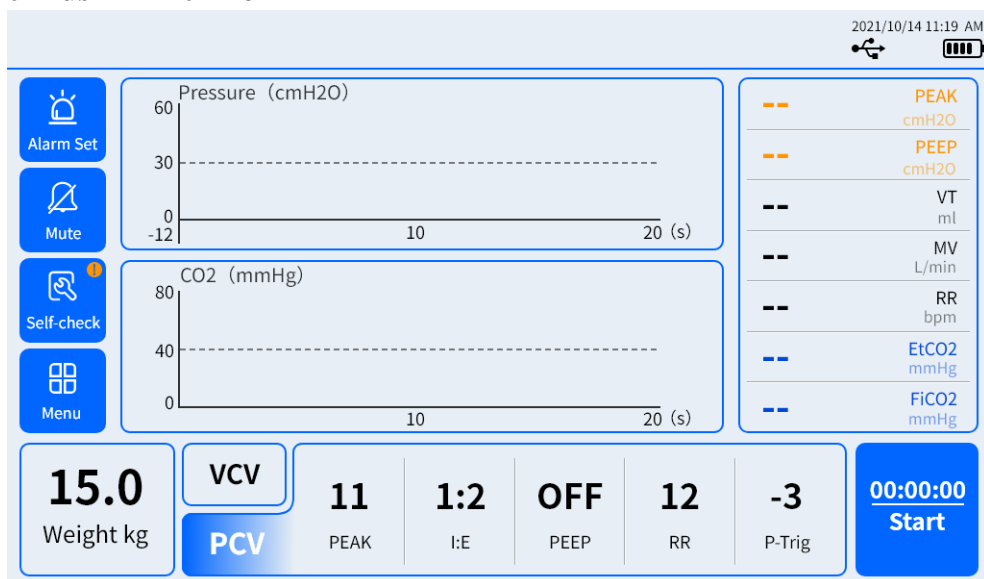 2021/10/14 11:19 AM
Alarm Set
Mute
Self-check
!
Menu
Pressure (cmH2O)
60
30
0
-12
10
20 (s)
CO2 (mmHg)
80
40
0
10
20 (s)
-- PEAK
cmH2O
-- PEEP
cmH2O
-- VT
ml
-- MV
L/min
-- RR
bpm
-- EtCO2
mmHg
-- FiCO2
mmHg
15.0
Weight kg
VCV
PCV
11
PEAK
1:2
I:E
OFF
PEEP
12
RR
-3
P-Trig
00:00:00
Start